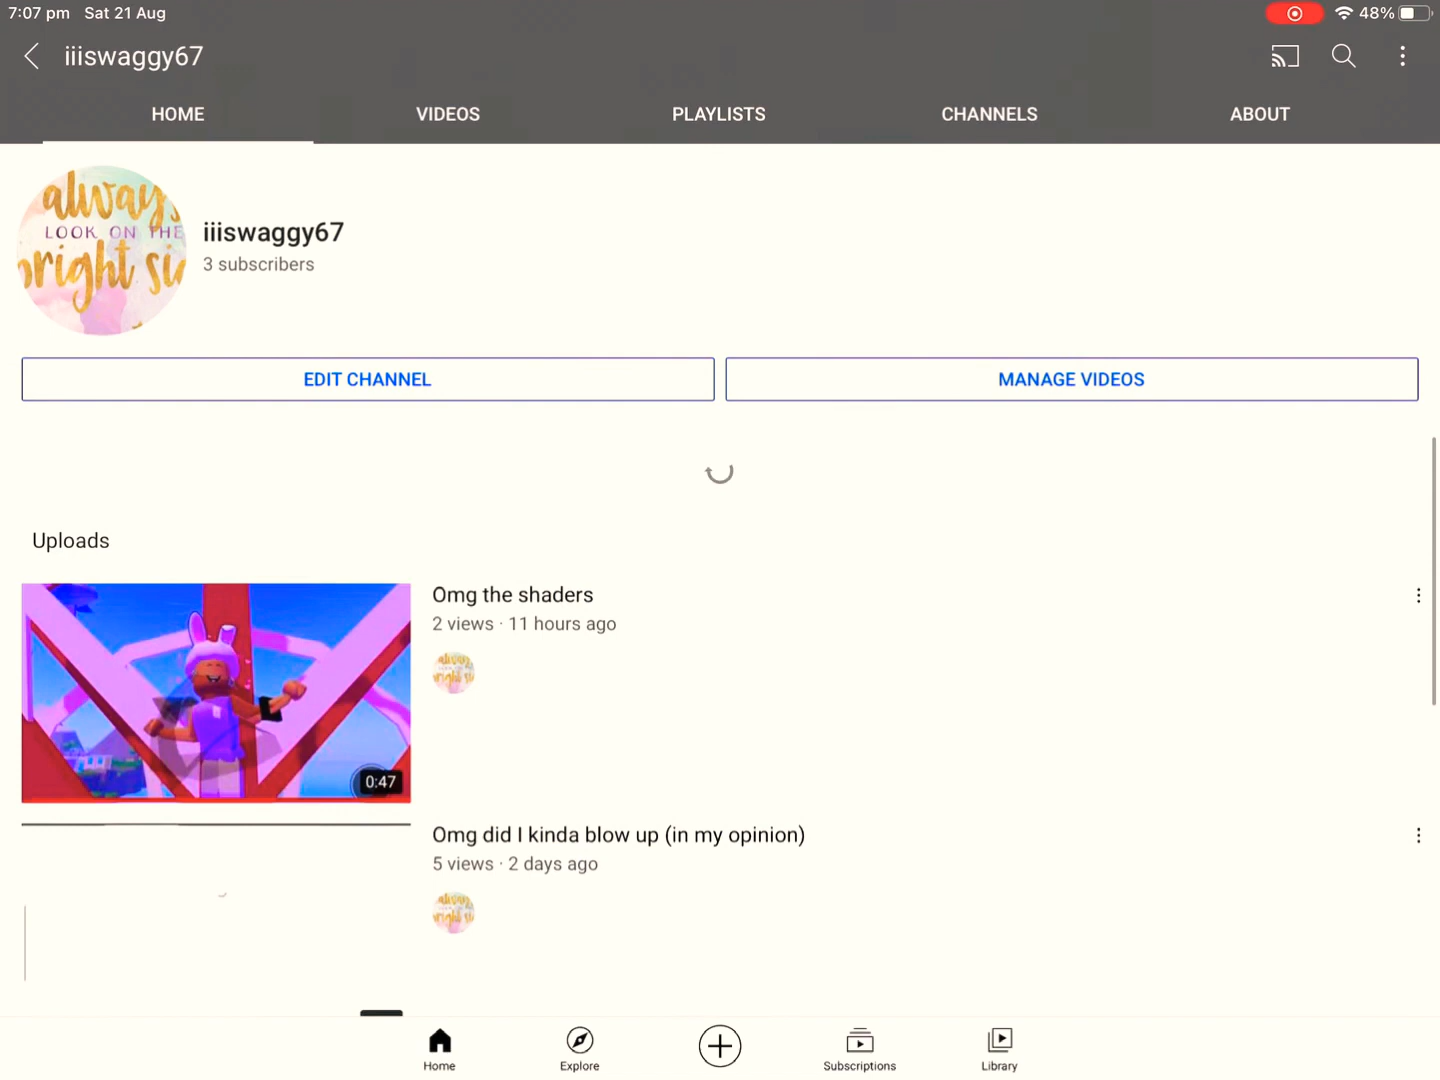 7:07 pm Sat 21 Aug
48%
iiiswaggy67
HOME VIDEOS PLAYLISTS CHANNELS ABOUT
always
LOOK ON THE
bright si
iiiswaggy67
3 subscribers
EDIT CHANNEL MANAGE VIDEOS
Uploads
Omg the shaders
2 views · 11 hours ago
0:47
Omg did I kinda blow up (in my opinion)
5 views · 2 days ago
Home Explore Subscriptions Library